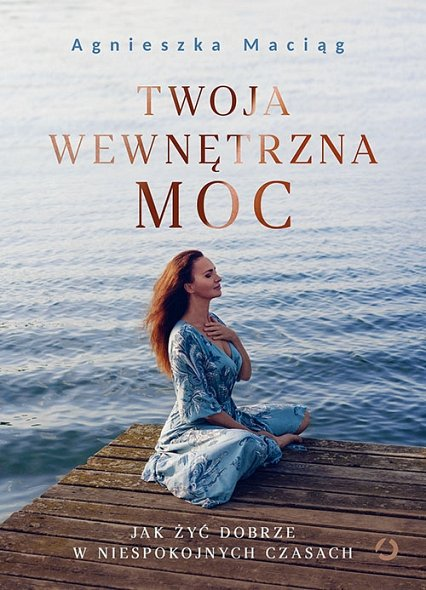 Agnieszka Maciąg
TWOJA
WEWNĘTRZNA
MOC
JAK ŻYĆ DOBRZE
W NIESPOKOJNYCH CZASACH